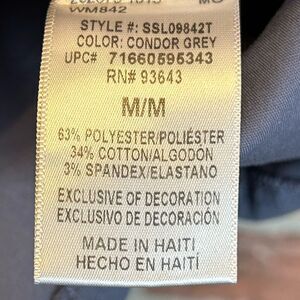 WM842
STYLE #: SSL09842T
COLOR: CONDOR GREY
UPC# 71660595343
RN# 93643
M/M
63% POLYESTER/POLIÉSTER
34% COTTON/ALGODÓN
3% SPANDEX/ELASTANO
EXCLUSIVE OF DECORATION
EXCLUSIVO DE DECORACIÓN
MADE IN HAITI
HECHO EN HAITÍ